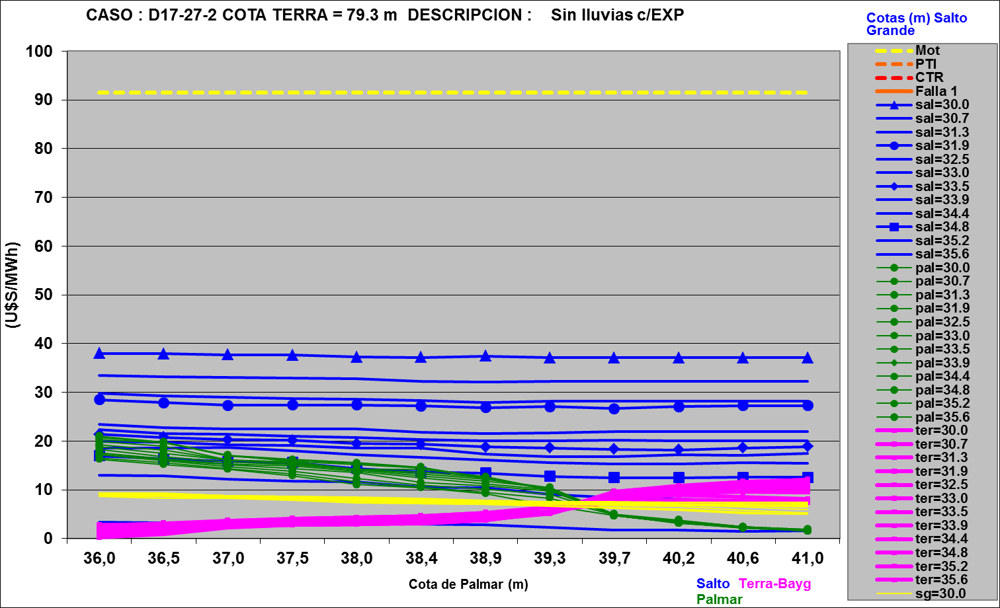 CASO : D17-27-2 COTA TERRA = 79.3 m DESCRIPCION : Sin lluvias c/EXP
Cotas (m) Salto
Grande
(U$S/MWh)
100
90
80
70
60
50
40
30
20
10
0
36,0 36,5 37,0 37,5 38,0 38,4 38,9 39,3 39,7 40,2 40,6 41,0
Cota de Palmar (m)
Salto Terra-Bayg
Palmar
Mot
PTI
CTR
Falla 1
sal=30.0
sal=30.7
sal=31.3
sal=31.9
sal=32.5
sal=33.0
sal=33.5
sal=33.9
sal=34.4
sal=34.8
sal=35.2
sal=35.6
pal=30.0
pal=30.7
pal=31.3
pal=31.9
pal=32.5
pal=33.0
pal=33.5
pal=33.9
pal=34.4
pal=34.8
pal=35.2
pal=35.6
ter=30.0
ter=30.7
ter=31.3
ter=31.9
ter=32.5
ter=33.0
ter=33.5
ter=33.9
ter=34.4
ter=34.8
ter=35.2
ter=35.6
sg=30.0